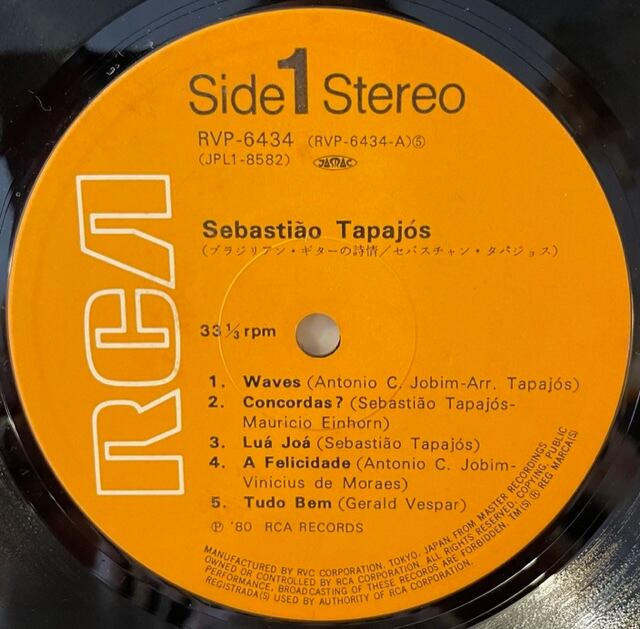 Side 1 Stereo
RVP-6434 (RVP-6434-A)⑤
(JPL1-8582) JASRAC
Sebastião Tapajós
(ブラジリアン・ギターの詩情/セバスチャン・タパジョス)
33 1/3 rpm
RCA
1. Waves (Antonio C. Jobim-Arr. Tapajós)
2. Concordas? (Sebastião Tapajós-
Mauricio Einhorn)
3. Luá Joá (Sebastião Tapajós)
4. A Felicidade (Antonio C. Jobim-
Vinicius de Moraes)
5. Tudo Bem (Gerald Vespar)
℗ '80 RCA RECORDS
MANUFACTURED BY RVC CORPORATION, TOKYO, JAPAN FROM MASTER RECORDINGS
OWNED OR CONTROLLED BY RCA CORPORATION. ALL RIGHTS RESERVED, COPYING, PUBLIC
PERFORMANCE, BROADCASTING OF THESE RECORDS ARE FORBIDDEN. TM(S) ® REG MARCA(S)
REGISTRADA(S) USED BY AUTHORITY OF RCA CORPORATION.